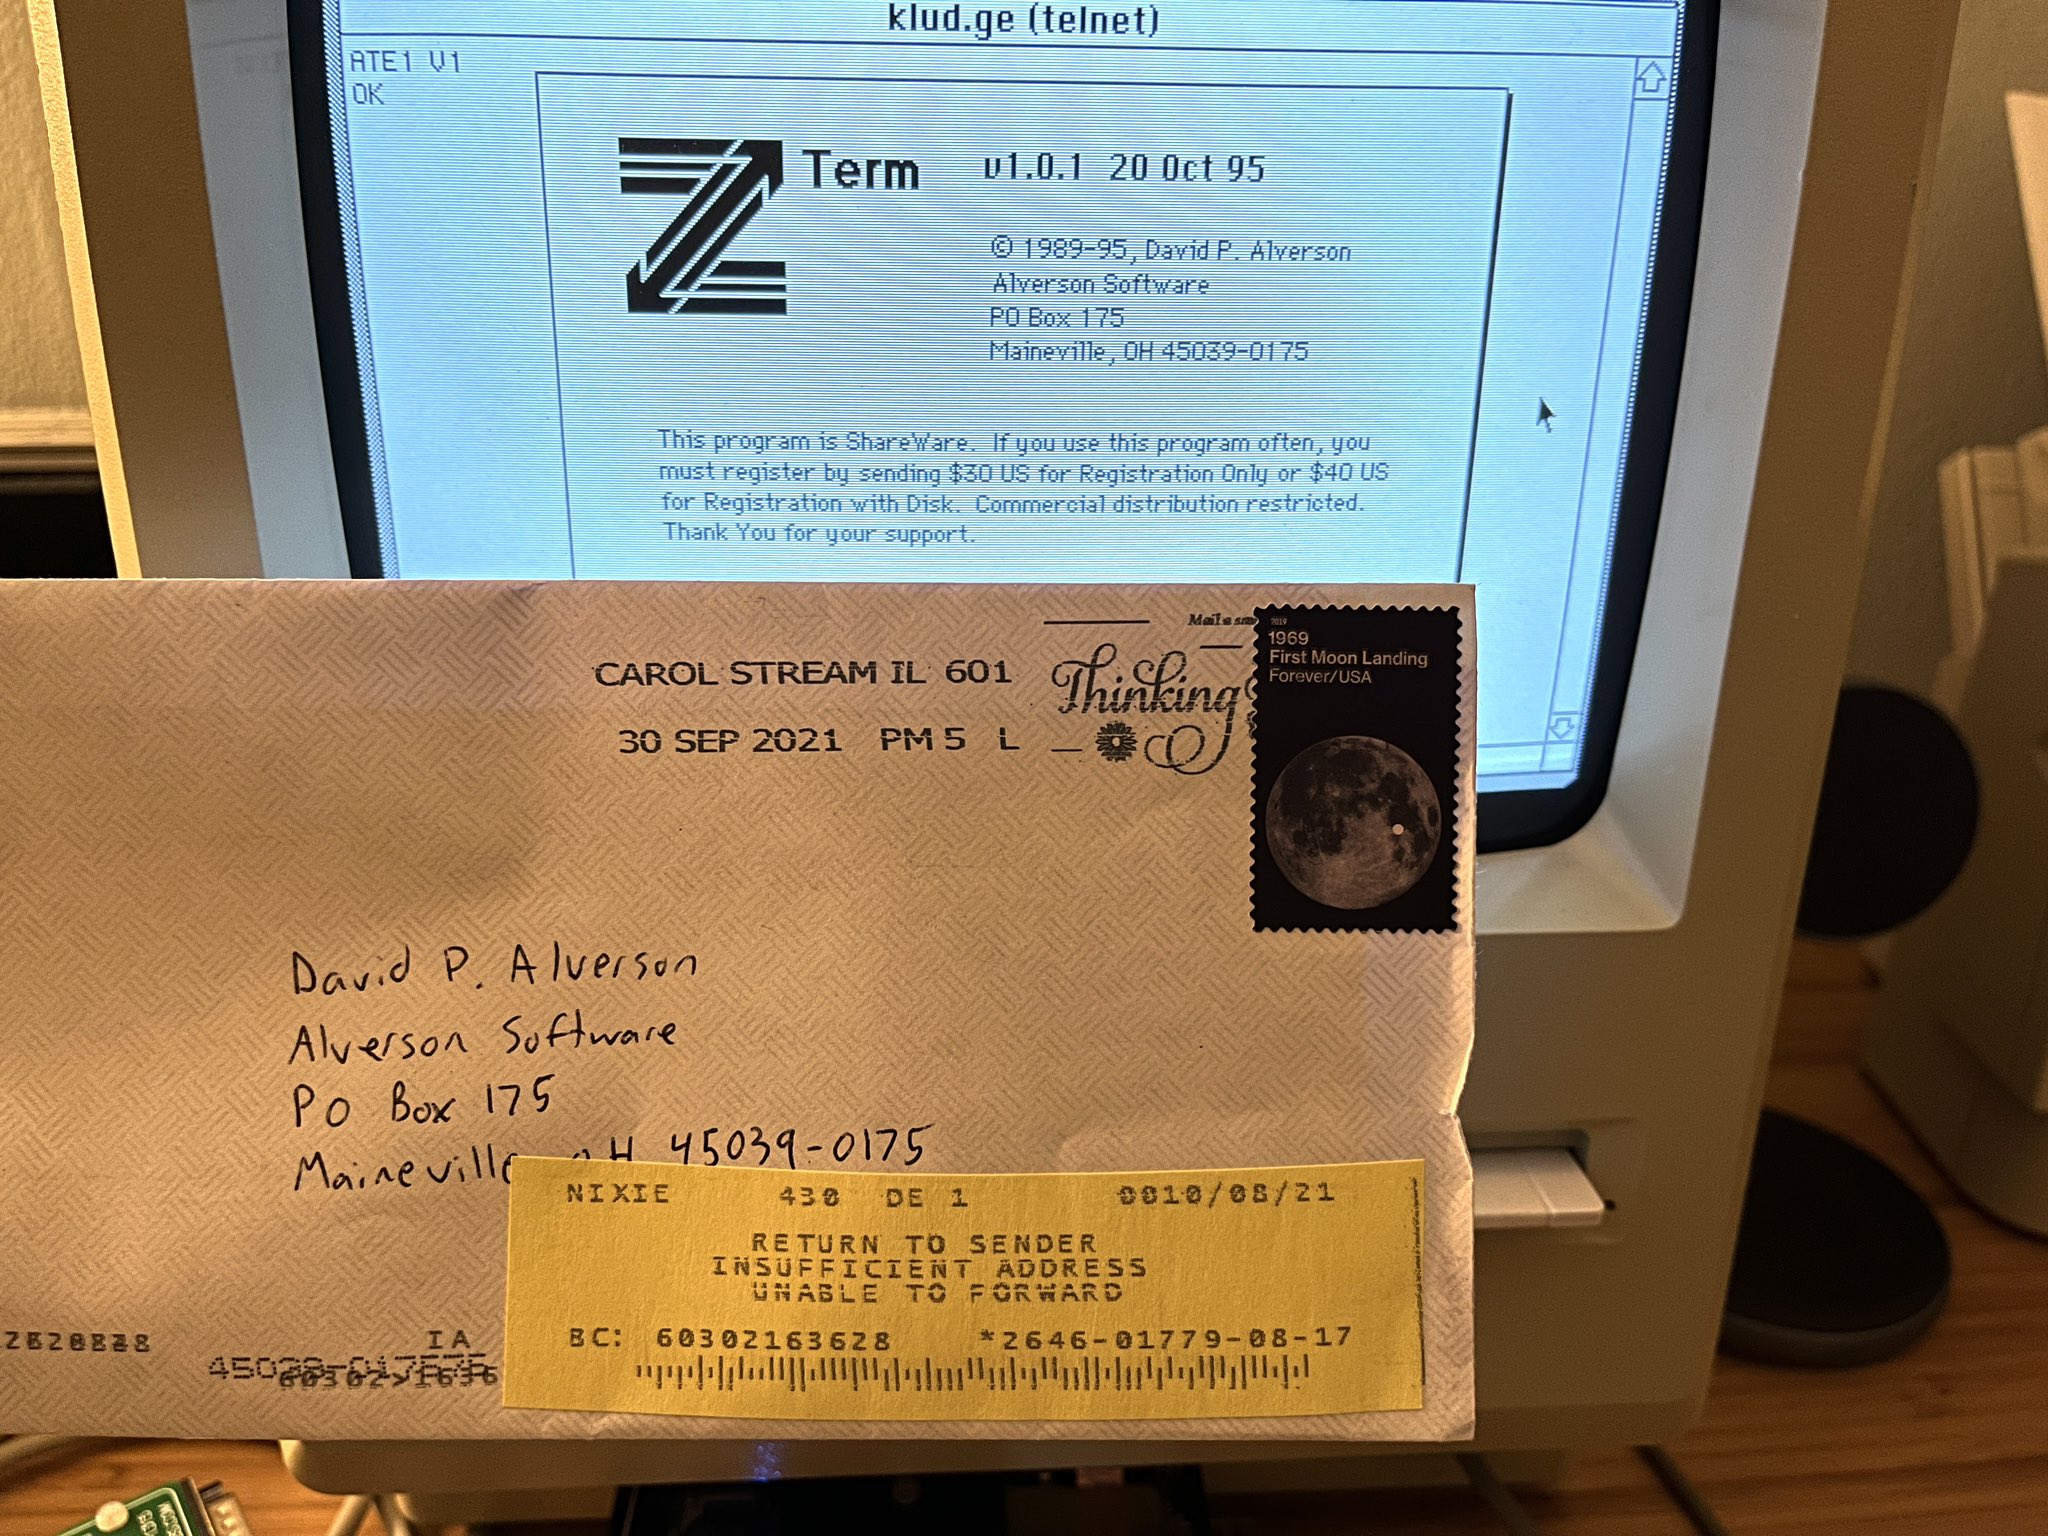 klud.ge (telnet)
ATE1 V1
OK
Z Term v1.0.1 20 Oct 95
© 1989-95, David P. Alverson
Alverson Software
PO Box 175
Maineville, OH 45039-0175
This program is ShareWare. If you use this program often, you
must register by sending $30 US for Registration Only or $40 US
for Registration with Disk. Commercial distribution restricted.
Thank You for your support.
Mail a
CAROL STREAM IL 601
30 SEP 2021 PM 5 L
Thinking
2019
1969
First Moon Landing
Forever/USA
David P. Alverson
Alverson Software
PO Box 175
Maineville OH 45039-0175
NIXIE 430 DE 1 0010/08/21
RETURN TO SENDER
INSUFFICIENT ADDRESS
UNABLE TO FORWARD
BC: 60302163628 *2646-01779-08-17
IA